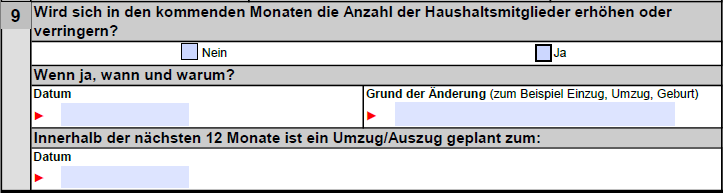 9 Wird sich in den kommenden Monaten die Anzahl der Haushaltsmitglieder erhöhen oder
verringern?
Nein Ja
Wenn ja, wann und warum?
Datum Grund der Änderung (zum Beispiel Einzug, Umzug, Geburt)
Innerhalb der nächsten 12 Monate ist ein Umzug/Auszug geplant zum:
Datum